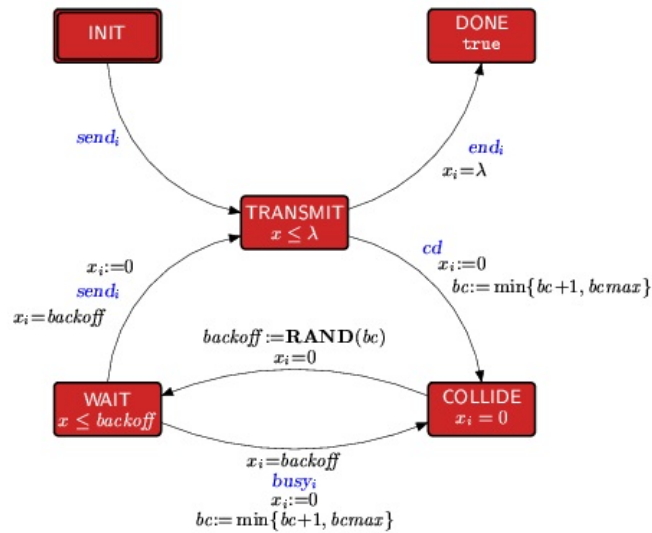 INIT
DONE
true
send_i
end_i
x_i=λ
TRANSMIT
x ≤ λ
x_i:=0
send_i
x_i=backoff
cd
x_i:=0
bc:=min{bc+1, bcmax}
backoff:=RAND(bc)
x_i=0
WAIT
x ≤ backoff
COLLIDE
x_i = 0
x_i=backoff
busy_i
x_i:=0
bc:=min{bc+1, bcmax}